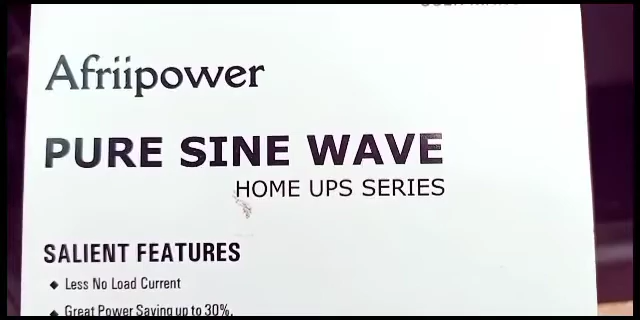 Afriipower
PURE SINE WAVE
HOME UPS SERIES
SALIENT FEATURES
◆ Less No Load Current
◆ Great Power Saving up to 30%.